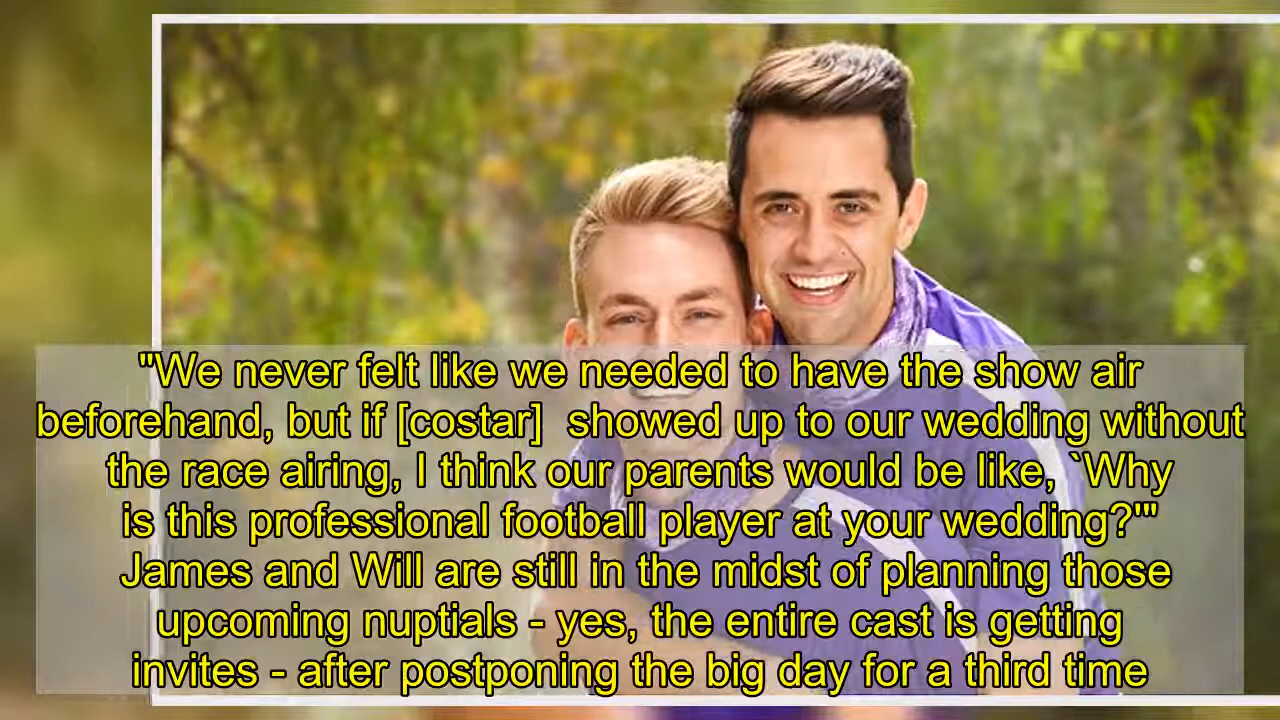 "We never felt like we needed to have the show air
beforehand, but if [costar]  showed up to our wedding without
the race airing, I think our parents would be like, `Why
is this professional football player at your wedding?'"
James and Will are still in the midst of planning those
upcoming nuptials - yes, the entire cast is getting
invites - after postponing the big day for a third time